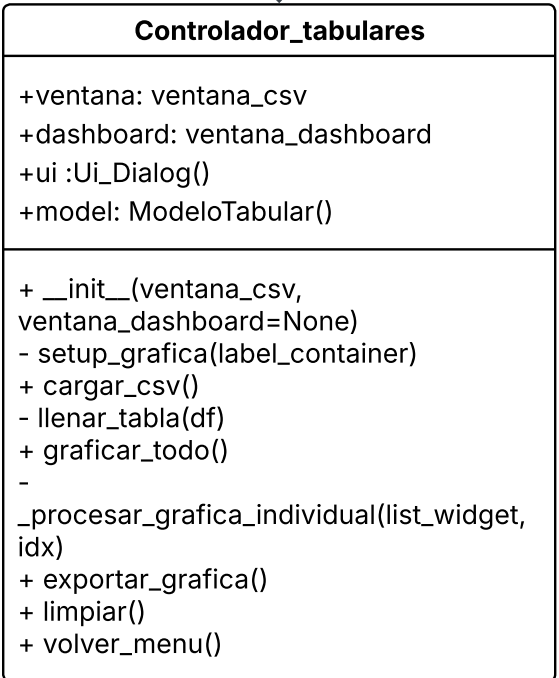 Controlador_tabulares
+ventana: ventana_csv
+dashboard: ventana_dashboard
+ui :Ui_Dialog()
+model: ModeloTabular()
+ __init__(ventana_csv,
ventana_dashboard=None)
- setup_grafica(label_container)
+ cargar_csv()
- llenar_tabla(df)
+ graficar_todo()
-
_procesar_grafica_individual(list_widget,
idx)
+ exportar_grafica()
+ limpiar()
+ volver_menu()